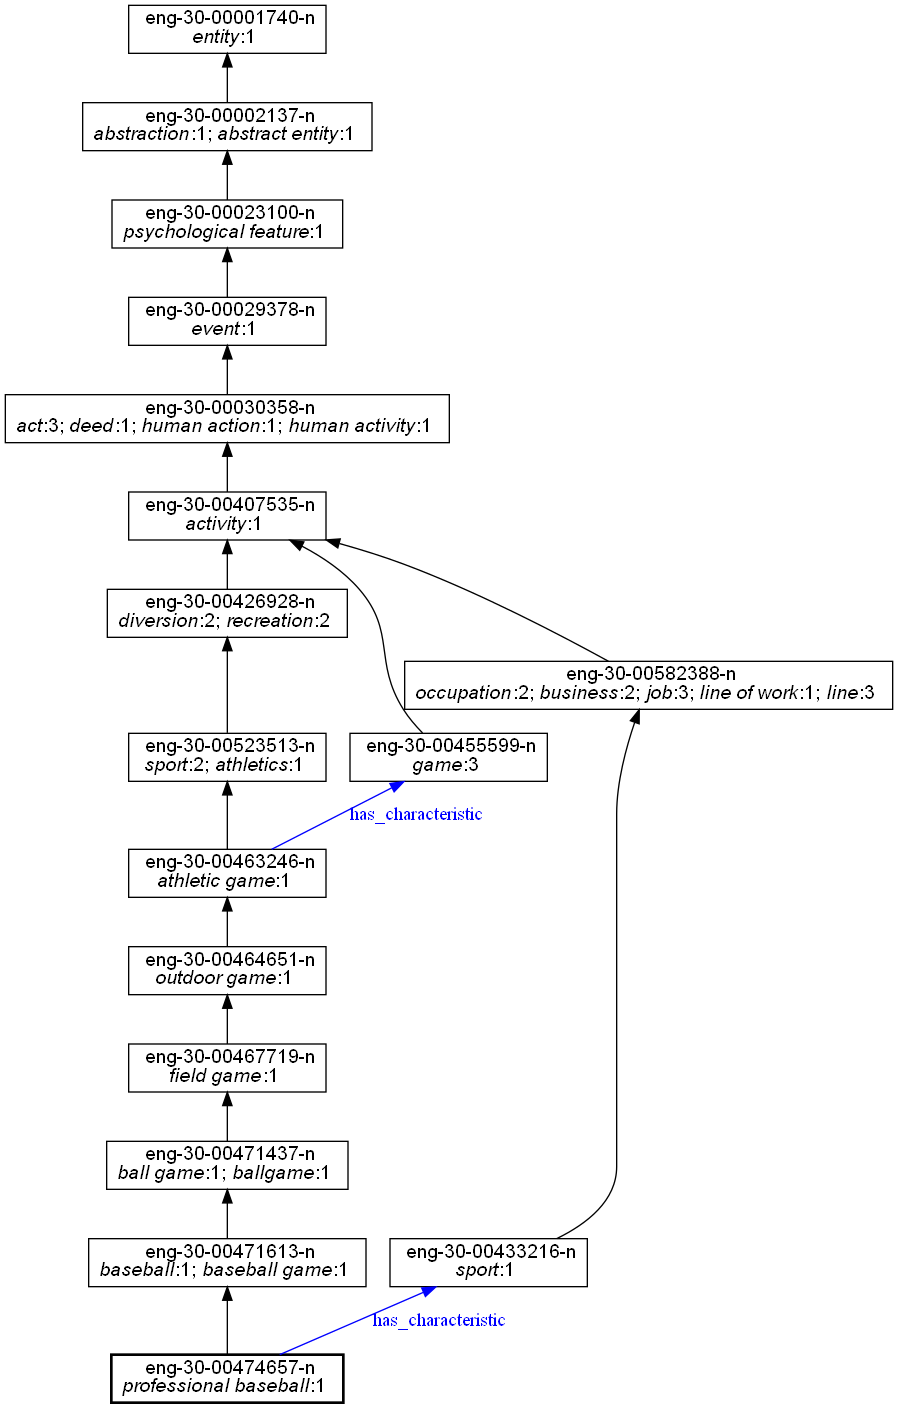 eng-30-00001740-n
entity:1
eng-30-00002137-n
abstraction:1; abstract entity:1
eng-30-00023100-n
psychological feature:1
eng-30-00029378-n
event:1
eng-30-00030358-n
act:3; deed:1; human action:1; human activity:1
eng-30-00407535-n
activity:1
eng-30-00426928-n
diversion:2; recreation:2
eng-30-00582388-n
occupation:2; business:2; job:3; line of work:1; line:3
eng-30-00523513-n
sport:2; athletics:1
eng-30-00455599-n
game:3
has_characteristic
eng-30-00463246-n
athletic game:1
eng-30-00464651-n
outdoor game:1
eng-30-00467719-n
field game:1
eng-30-00471437-n
ball game:1; ballgame:1
eng-30-00471613-n
baseball:1; baseball game:1
eng-30-00433216-n
sport:1
has_characteristic
eng-30-00474657-n
professional baseball:1